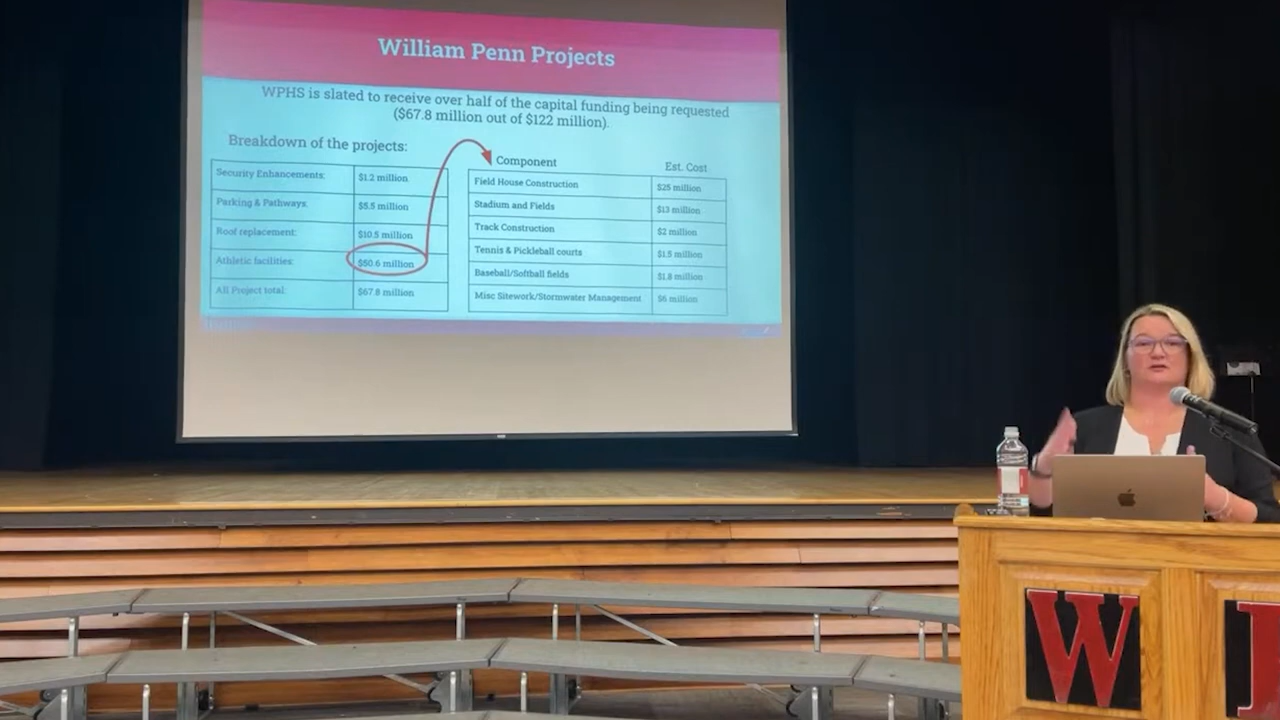 William Penn Projects
WPHS is slated to receive over half of the capital funding being requested
($67.8 million out of $122 million).
Breakdown of the projects:
Security Enhancements: $1.2 million
Parking & Pathways: $5.5 million
Roof replacement: $10.5 million
Athletic facilities: $50.6 million
All Project total: $67.8 million
Component Est. Cost
Field House Construction $25 million
Stadium and Fields $13 million
Track Construction $2 million
Tennis & Pickleball courts $1.5 million
Baseball/Softball fields $1.8 million
Misc Sitework/Stormwater Management $6 million
W